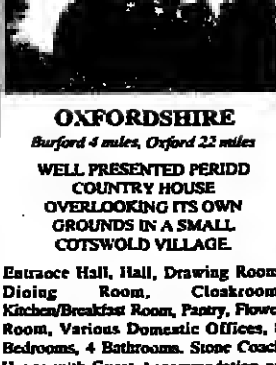 OXFORDSHIRE
Burford 4 miles, Oxford 22 miles
WELL PRESENTED PERIDD
COUNTRY HOUSE
OVERLOOKING ITS OWN
GROUNDS IN A SMALL
COTSWOLD VILLAGE.
Entrance Hall, Hall, Drawing Room
Dining Room, Cloakroom
Kitchen/Breakfast Room, Pantry, Flowe
Room, Various Domestic Offices,
Bedrooms, 4 Bathrooms. Stone Coac